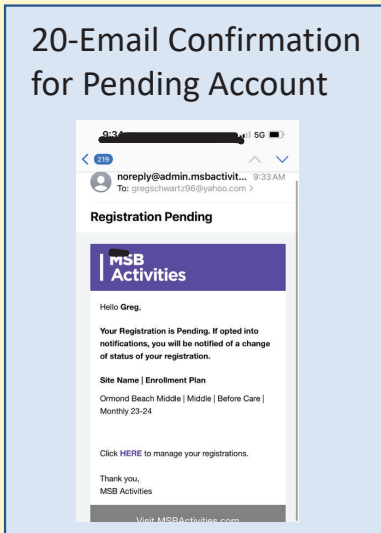 20-Email Confirmation
for Pending Account
5G
219
noreply@admin.msbactivit... 9:33 AM
To: gregschwartz96@yahoo.com >
Registration Pending
MSB
Activities
Hello Greg,
Your Registration is Pending. If opted into
notifications, you will be notified of a change
of status of your registration.
Site Name | Enrollment Plan
Ormond Beach Middle | Middle | Before Care |
Monthly 23-24
Click HERE to manage your registrations.
Thank you,
MSB Activities
Visit MSBActivities.com